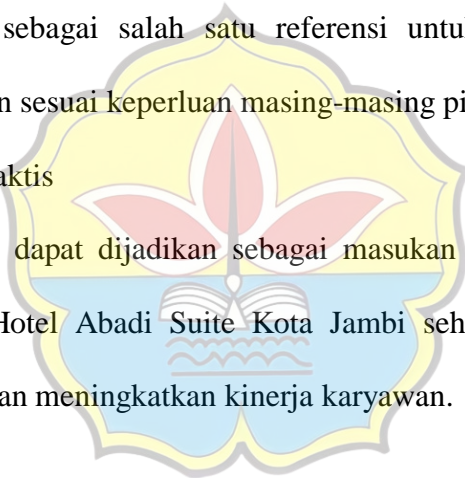 sebagai salah satu referensi untu
n sesuai keperluan masing-masing pi
aktis
dapat dijadikan sebagai masukan
Hotel Abadi Suite Kota Jambi seh
an meningkatkan kinerja karyawan.